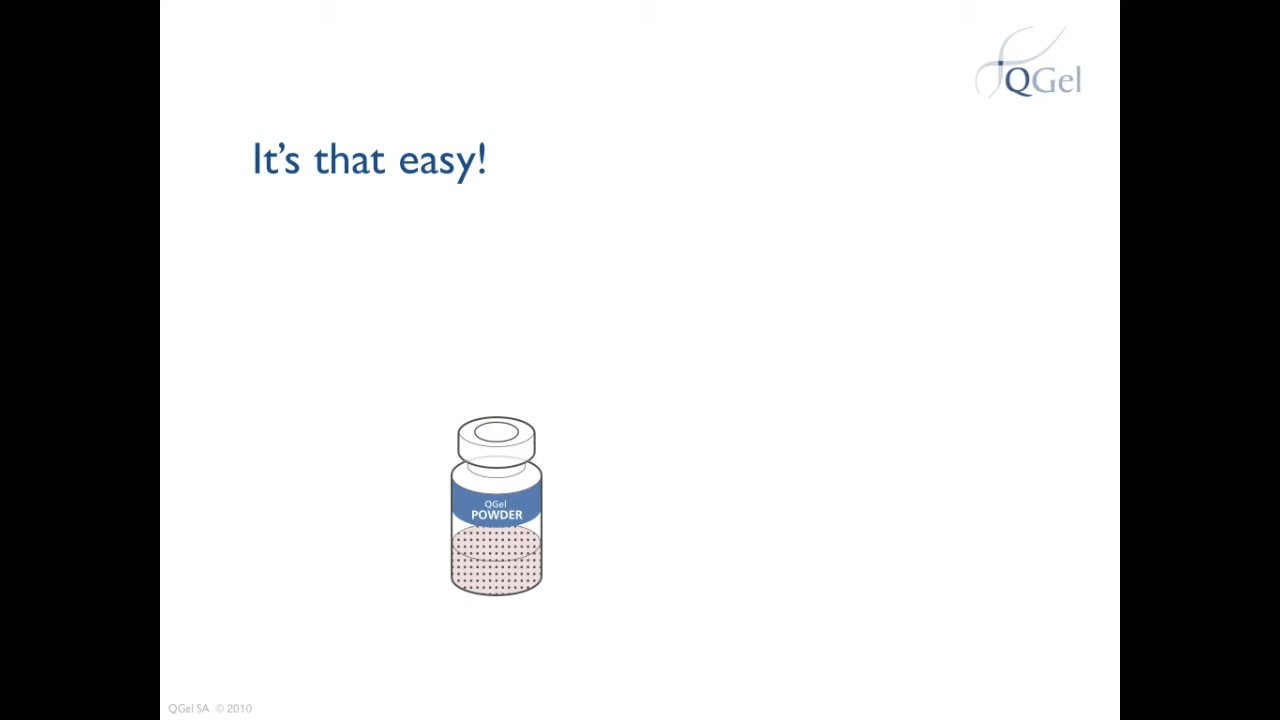 QGel
It’s that easy!
QGel
POWDER
QGel SA © 2010